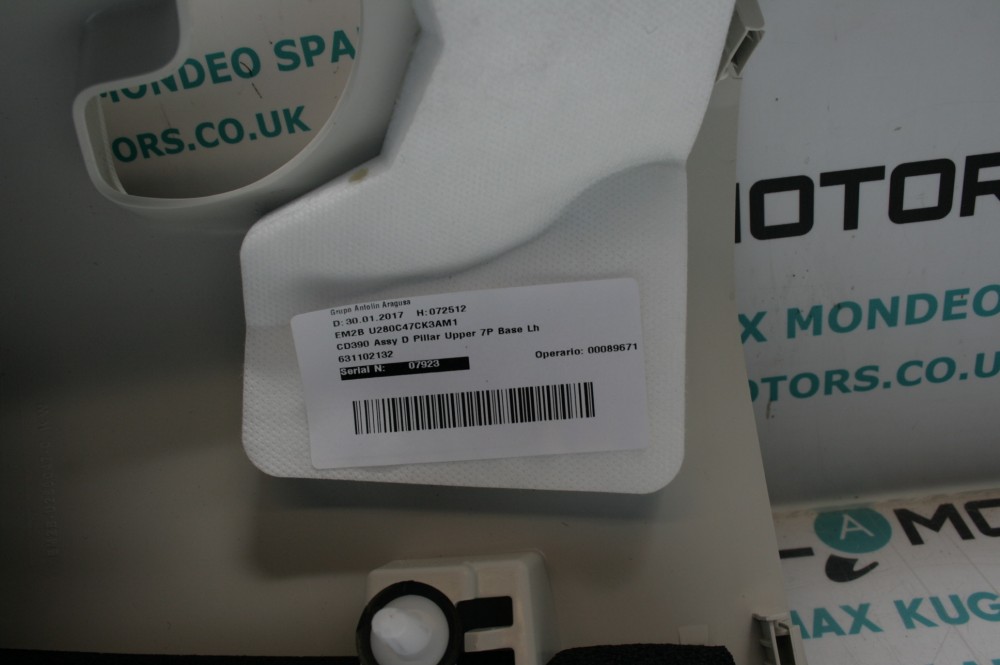 MONDEO SPA
ORS.CO.UK
MOTOR
AX MONDEO
OTORS.CO.U
Grupo Antolin Aragusa
D: 30.01.2017 H: 072512
EM2B U280C47CK3AM1
CD390 Assy D Pillar Upper 7P Base Lh
631102132
Operario: 00089671
Serial N: 07923
A MO
MAX KUG